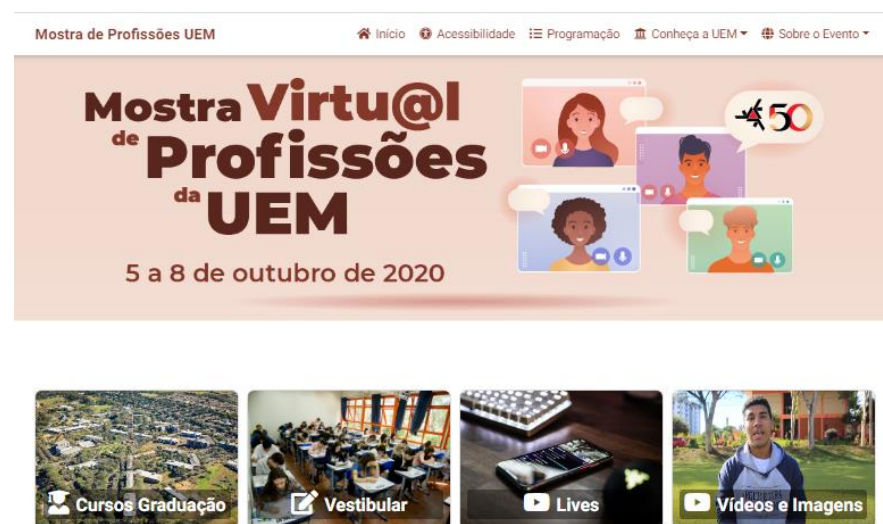 Mostra de Profissões UEM
Início
Acessibilidade
Programação
Conheça a UEM
Sobre o Evento
Mostra Virtu@l
de Profissões
da UEM
50
5 a 8 de outubro de 2020
Cursos Graduação
Vestibular
Lives
Vídeos e Imagens